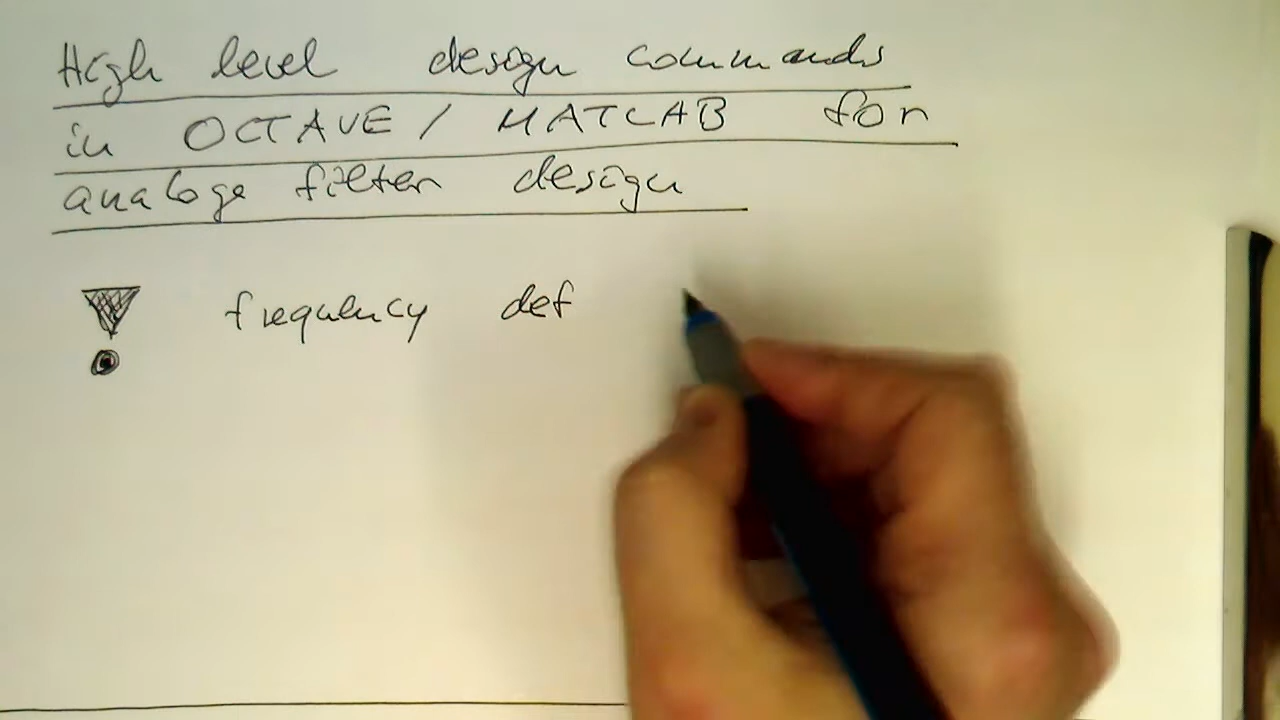 High level design commands
in OCTAVE / MATLAB for
analoge filter design
frequency def